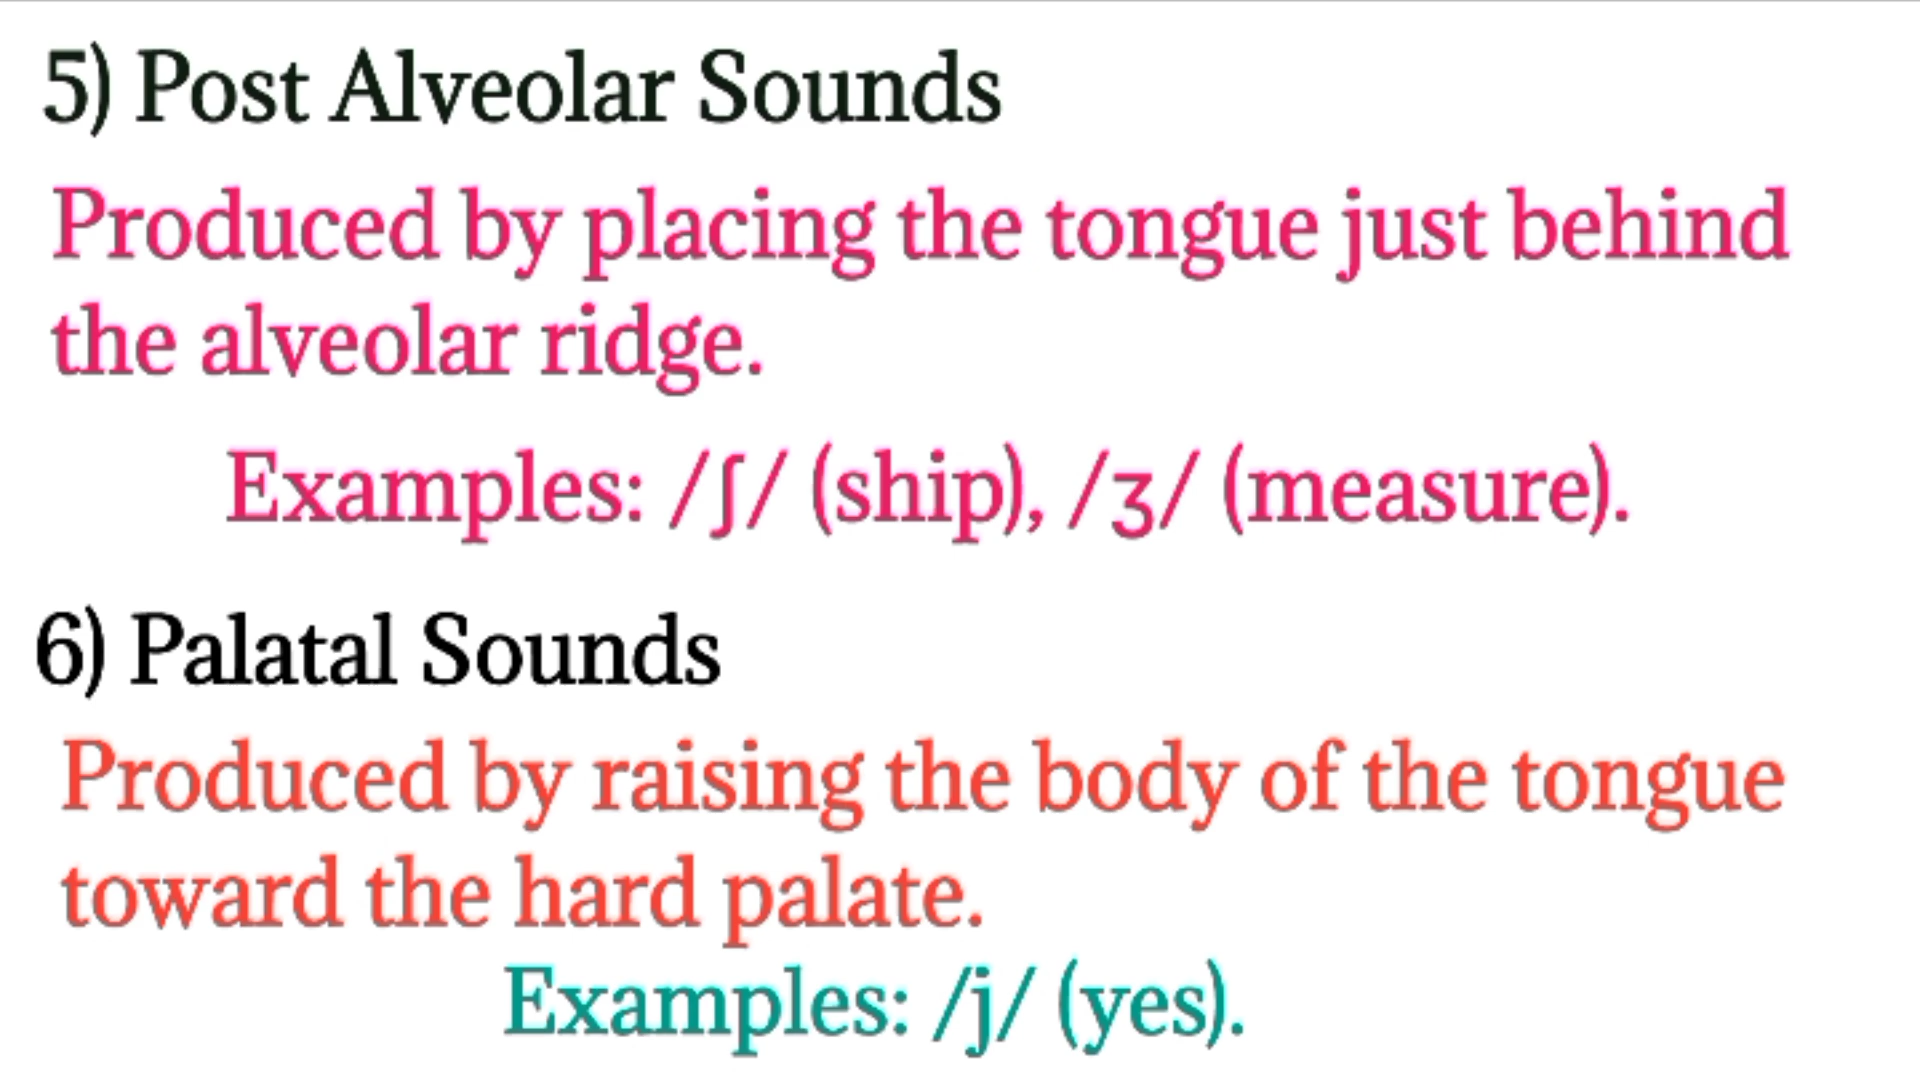 5) Post Alveolar Sounds
Produced by placing the tongue just behind
the alveolar ridge.
Examples: /ʃ/ (ship), /ʒ/ (measure).
6) Palatal Sounds
Produced by raising the body of the tongue
toward the hard palate.
Examples: /j/ (yes).